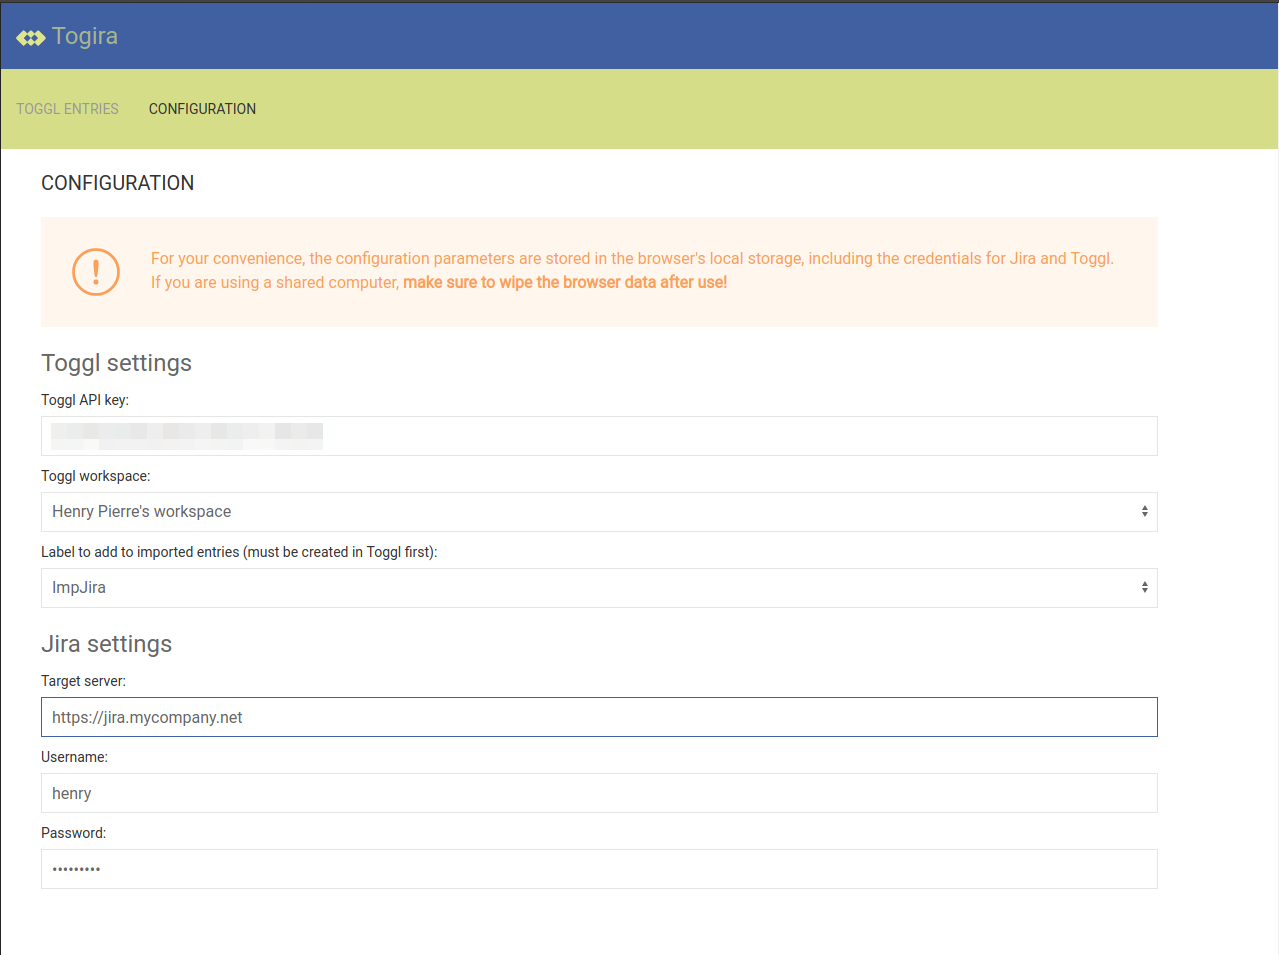 Togira
TOGGL ENTRIES CONFIGURATION
CONFIGURATION
For your convenience, the configuration parameters are stored in the browser's local storage, including the credentials for Jira and Toggl.
If you are using a shared computer, make sure to wipe the browser data after use!
Toggl settings
Toggl API key:
Toggl workspace:
Henry Pierre's workspace
Label to add to imported entries (must be created in Toggl first):
ImpJira
Jira settings
Target server:
https://jira.mycompany.net
Username:
henry
Password:
•••••••••